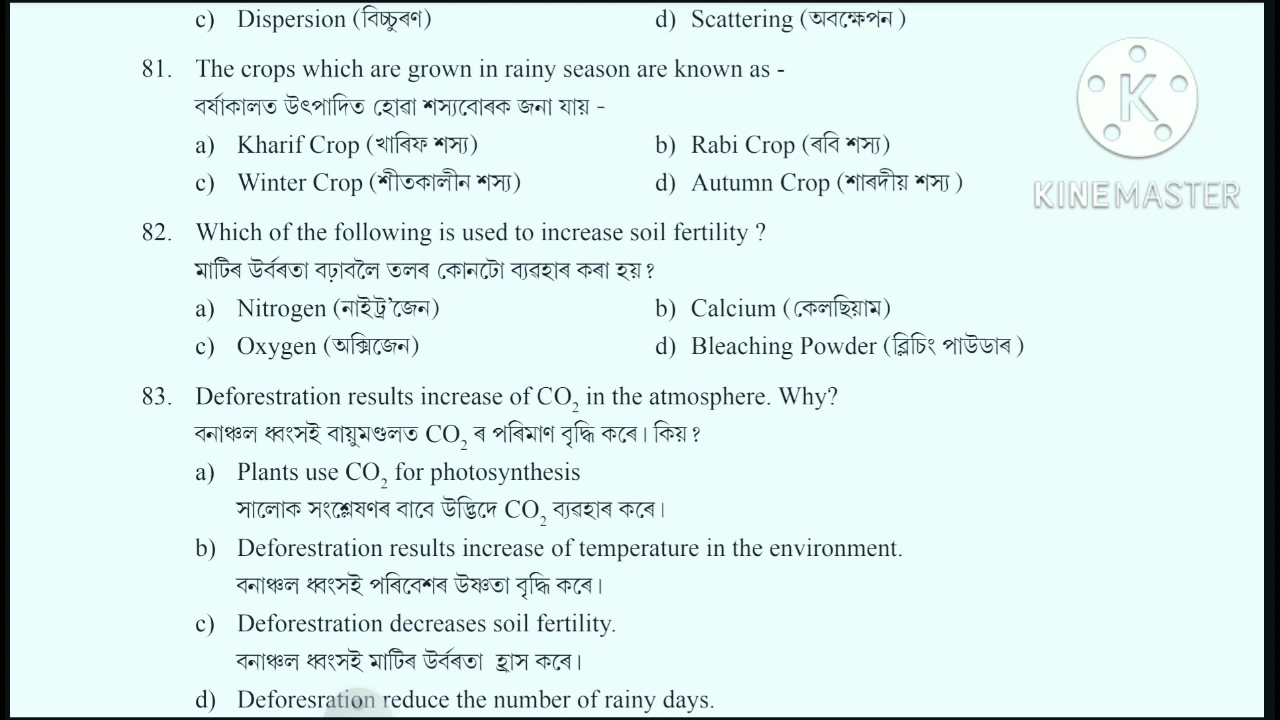 c) Dispersion (বিচ্ছুৰণ) d) Scattering (অবক্ষেপন )
81. The crops which are grown in rainy season are known as -
বৰ্ষাকালত উৎপাদিত হোৱা শস্যবোৰক জনা যায় -
a) Kharif Crop (খাৰিফ শস্য) b) Rabi Crop (ৰবি শস্য)
c) Winter Crop (শীতকালীন শস্য) d) Autumn Crop (শাৰদীয় শস্য )
K
KINEMASTER
82. Which of the following is used to increase soil fertility ?
মাটিৰ উৰ্বৰতা বঢ়াবলৈ তলৰ কোনটো ব্যৱহাৰ কৰা হয় ?
a) Nitrogen (নাইট্ৰ'জেন) b) Calcium (কেলছিয়াম)
c) Oxygen (অক্সিজেন) d) Bleaching Powder (ব্লিচিং পাউডাৰ )
83. Deforestration results increase of CO₂ in the atmosphere. Why?
বনাঞ্চল ধ্বংসই বায়ুমণ্ডলত CO₂ ৰ পৰিমাণ বৃদ্ধি কৰে। কিয় ?
a) Plants use CO₂ for photosynthesis
সালোক সংশ্লেষণৰ বাবে উদ্ভিদে CO₂ ব্যৱহাৰ কৰে।
b) Deforestration results increase of temperature in the environment.
বনাঞ্চল ধ্বংসই পৰিবেশৰ উষ্ণতা বৃদ্ধি কৰে।
c) Deforestration decreases soil fertility.
বনাঞ্চল ধ্বংসই মাটিৰ উৰ্বৰতা হ্ৰাস কৰে।
d) Deforesration reduce the number of rainy days.